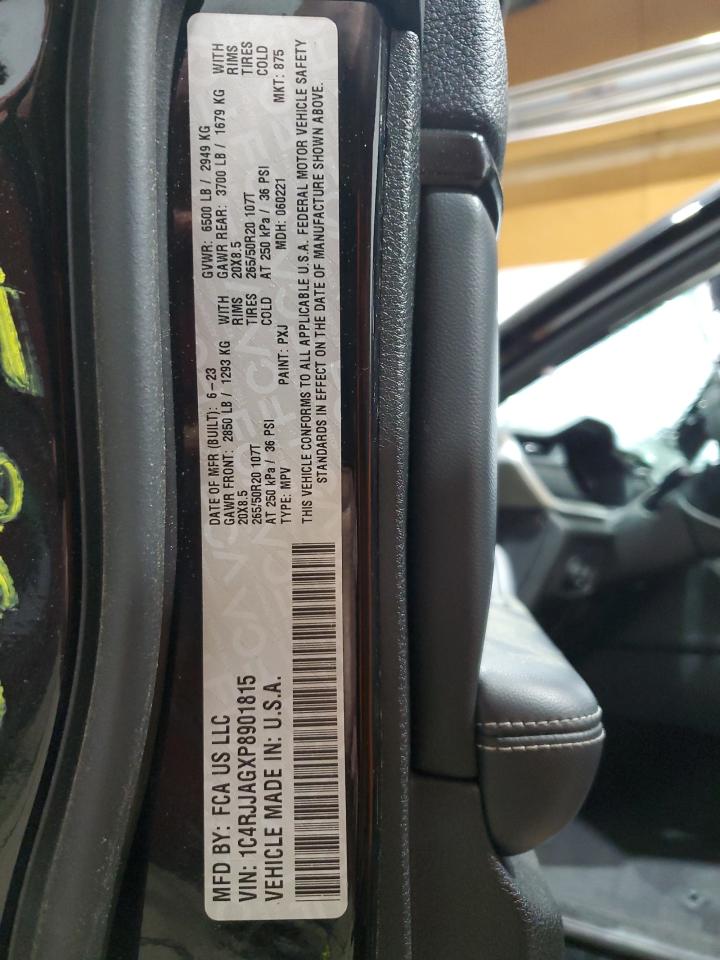 MFD BY: FCA US LLC
VIN: 1C4RJJAGXP8901815
VEHICLE MADE IN: U.S.A.
DATE OF MFR (BUILT): 6-23
GAWR FRONT: 2850 LB / 1293 KG WITH
20X8.5 RIMS
265/50R20 107T TIRES
AT 250 kPa / 36 PSI COLD
TYPE: MPV PAINT: PXJ
GVWR: 6500 LB / 2949 KG
GAWR REAR: 3700 LB / 1679 KG WITH
20X8.5 RIMS
265/50R20 107T TIRES
AT 250 kPa / 36 PSI COLD
MDH: 060221 MKT: 875
THIS VEHICLE CONFORMS TO ALL APPLICABLE U.S.A. FEDERAL MOTOR VEHICLE SAFETY
STANDARDS IN EFFECT ON THE DATE OF MANUFACTURE SHOWN ABOVE.